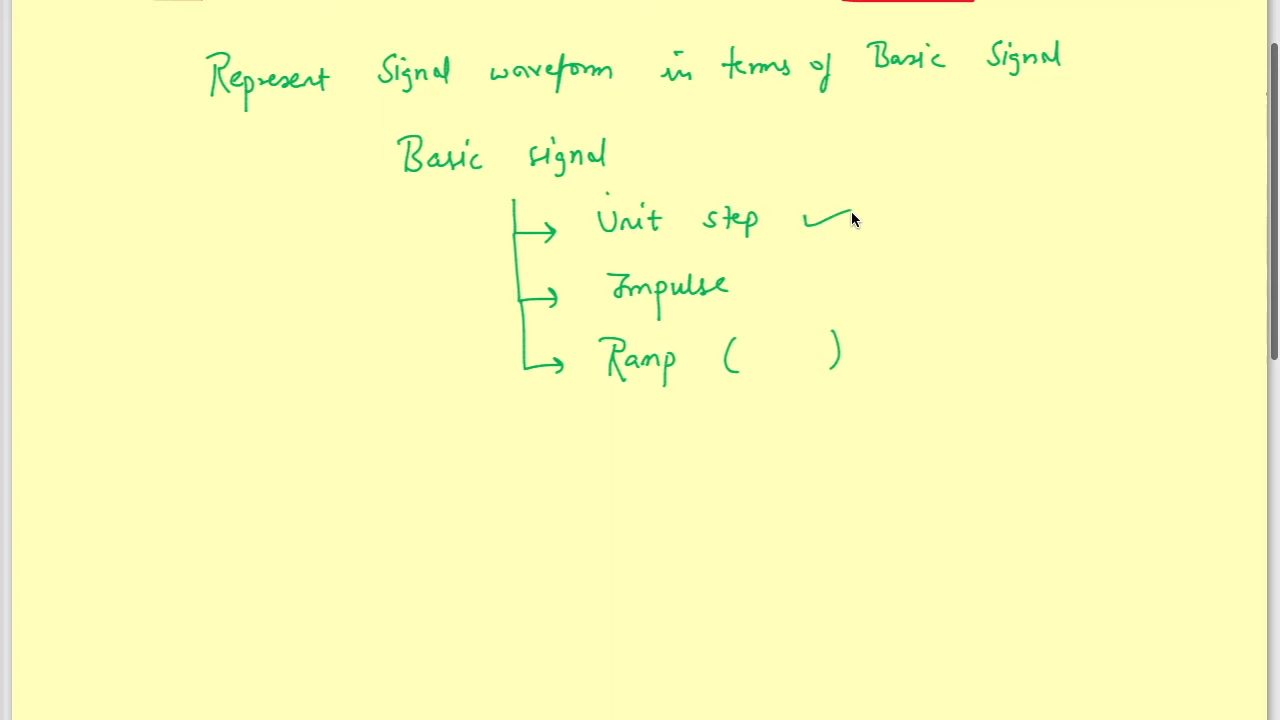 Represent Signal waveform in terms of Basic Signal
Basic signal
→ Unit step ✓
→ Impulse
→ Ramp ( )